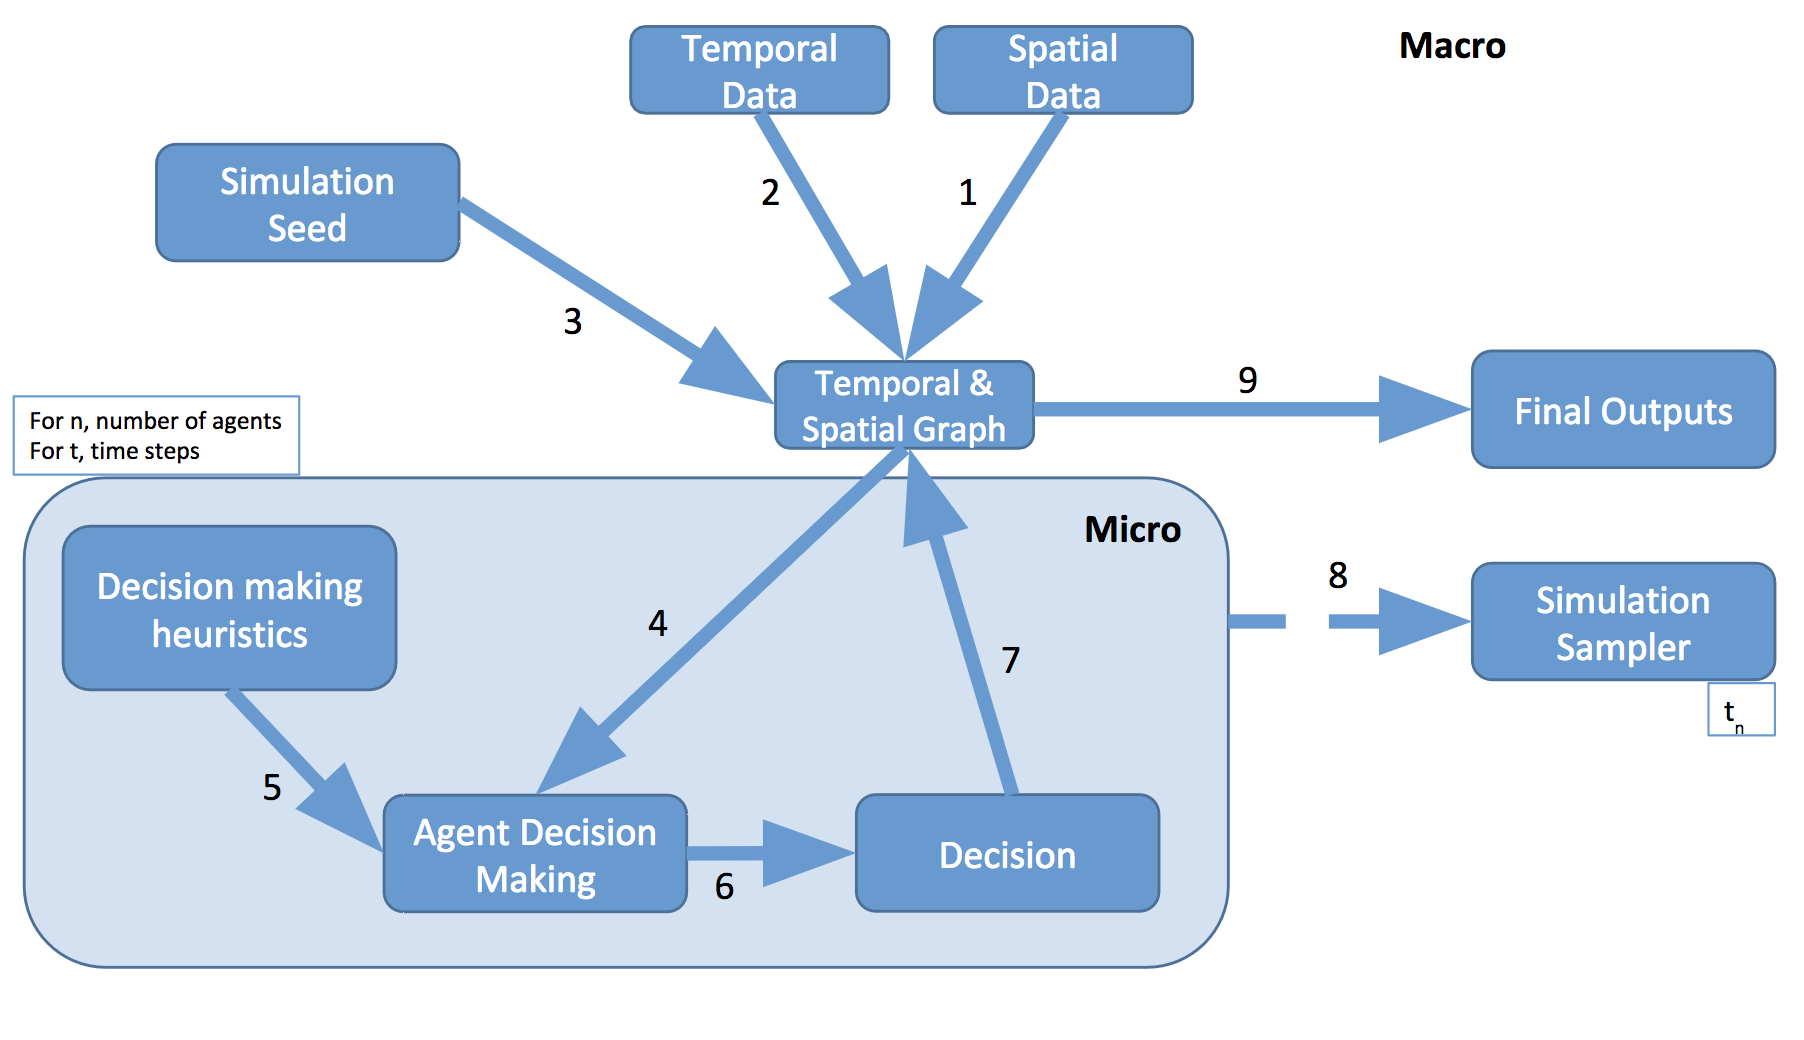 Temporal
Data
Spatial
Data
Macro
Simulation
Seed
2
1
3
Temporal &
Spatial Graph
9
Final Outputs
For n, number of agents
For t, time steps
Micro
Decision making
heuristics
4
7
8
Simulation
Sampler
tn
5
Agent Decision
Making
6
Decision